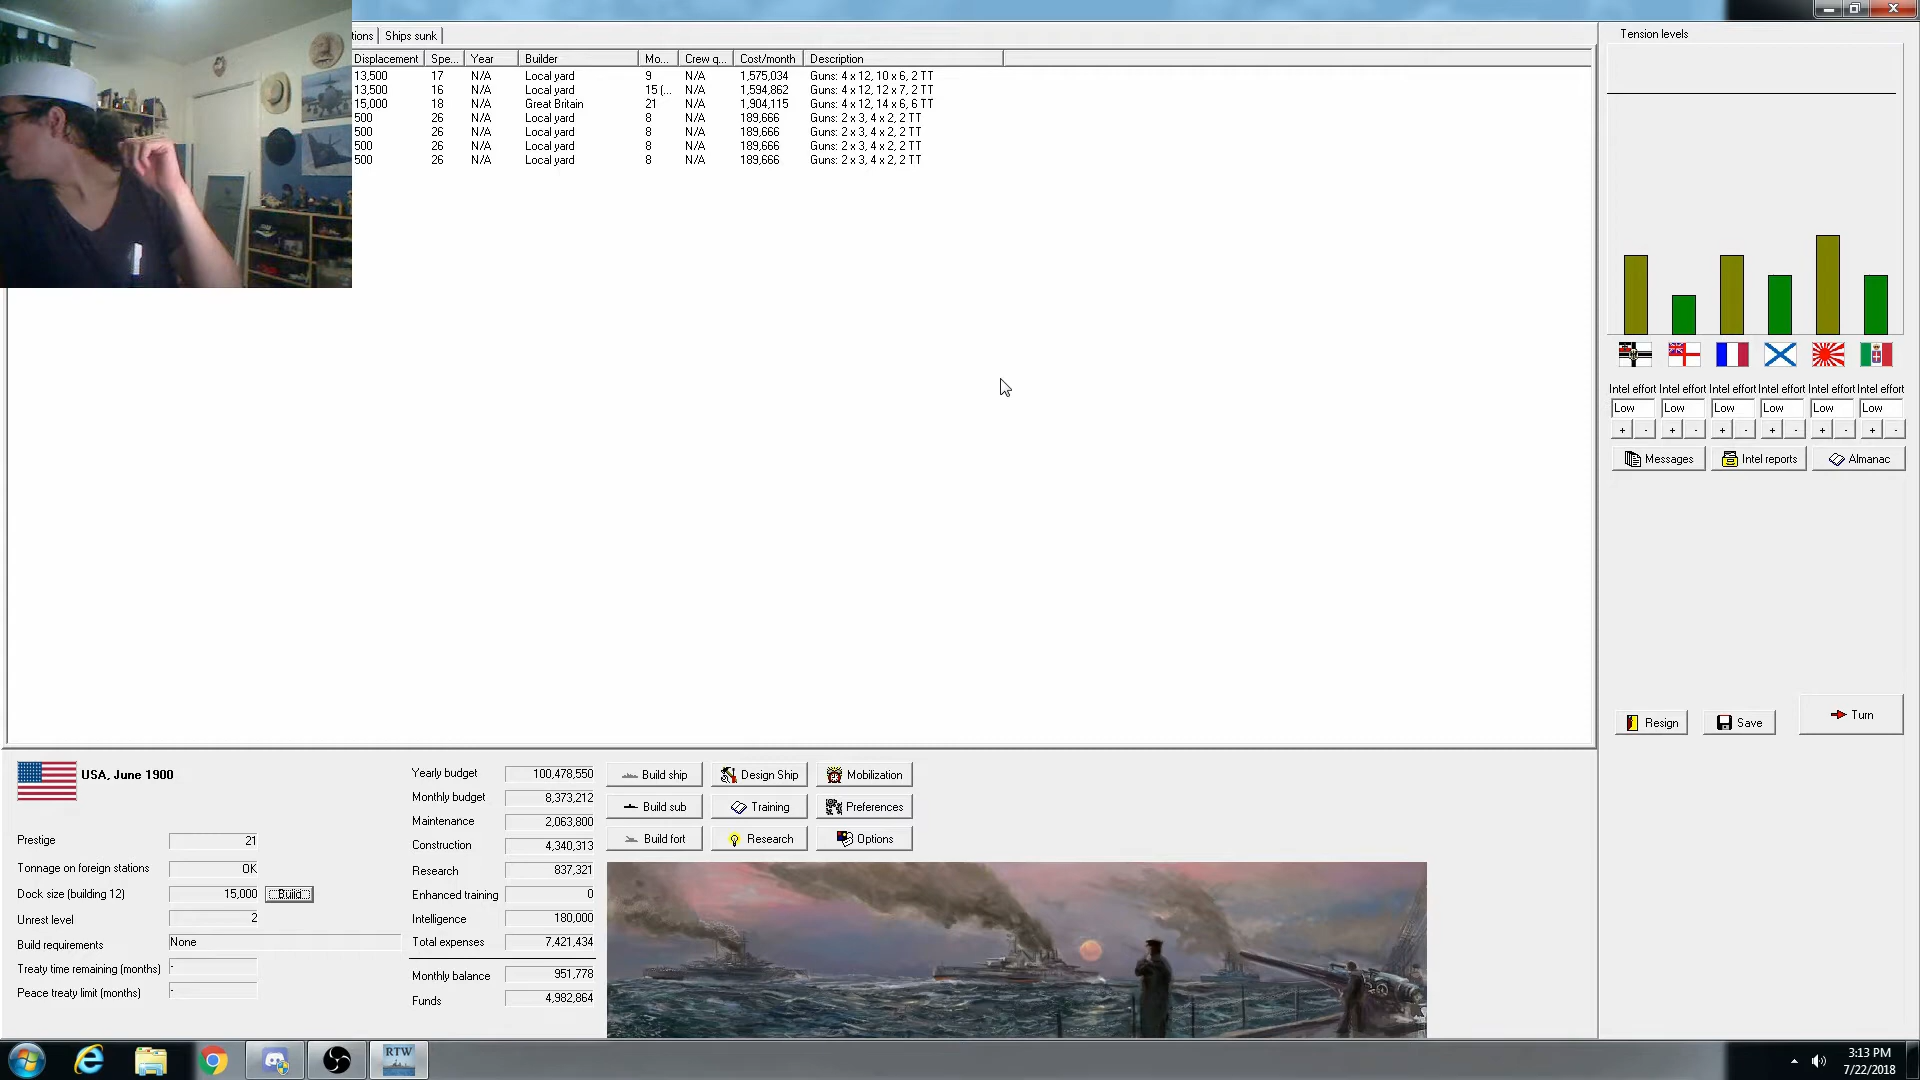 tions Ships sunk
Displacement Spe... Year Builder Mo... Crew q... Cost/month Description
13,500 17 N/A Local yard 9 N/A 1,575,034 Guns: 4 x 12, 10 x 6, 2 TT
13,500 16 N/A Local yard 15 (... N/A 1,594,862 Guns: 4 x 12, 12 x 7, 2 TT
15,000 18 N/A Great Britain 21 N/A 1,904,115 Guns: 4 x 12, 14 x 6, 6 TT
500 26 N/A Local yard 8 N/A 189,666 Guns: 2 x 3, 4 x 2, 2 TT
500 26 N/A Local yard 8 N/A 189,666 Guns: 2 x 3, 4 x 2, 2 TT
500 26 N/A Local yard 8 N/A 189,666 Guns: 2 x 3, 4 x 2, 2 TT
500 26 N/A Local yard 8 N/A 189,666 Guns: 2 x 3, 4 x 2, 2 TT
Tension levels
Intel effort Intel effort Intel effort Intel effort Intel effort Intel effort
Low Low Low Low Low Low
+ - + - + - + - + - + -
Messages Intel reports Almanac
Resign Save Turn
USA, June 1900
Prestige 21
Tonnage on foreign stations OK
Dock size (building 12) 15,000 Build
Unrest level 2
Build requirements None
Treaty time remaining (months) -
Peace treaty limit (months) -
Yearly budget 100,478,550
Monthly budget 8,373,212
Maintenance 2,063,800
Construction 4,340,313
Research 837,321
Enhanced training 0
Intelligence 180,000
Total expenses 7,421,434
Monthly balance 951,778
Funds 4,982,864
Build ship Design Ship Mobilization
Build sub Training Preferences
Build fort Research Options
RTW
3:13 PM
7/22/2018